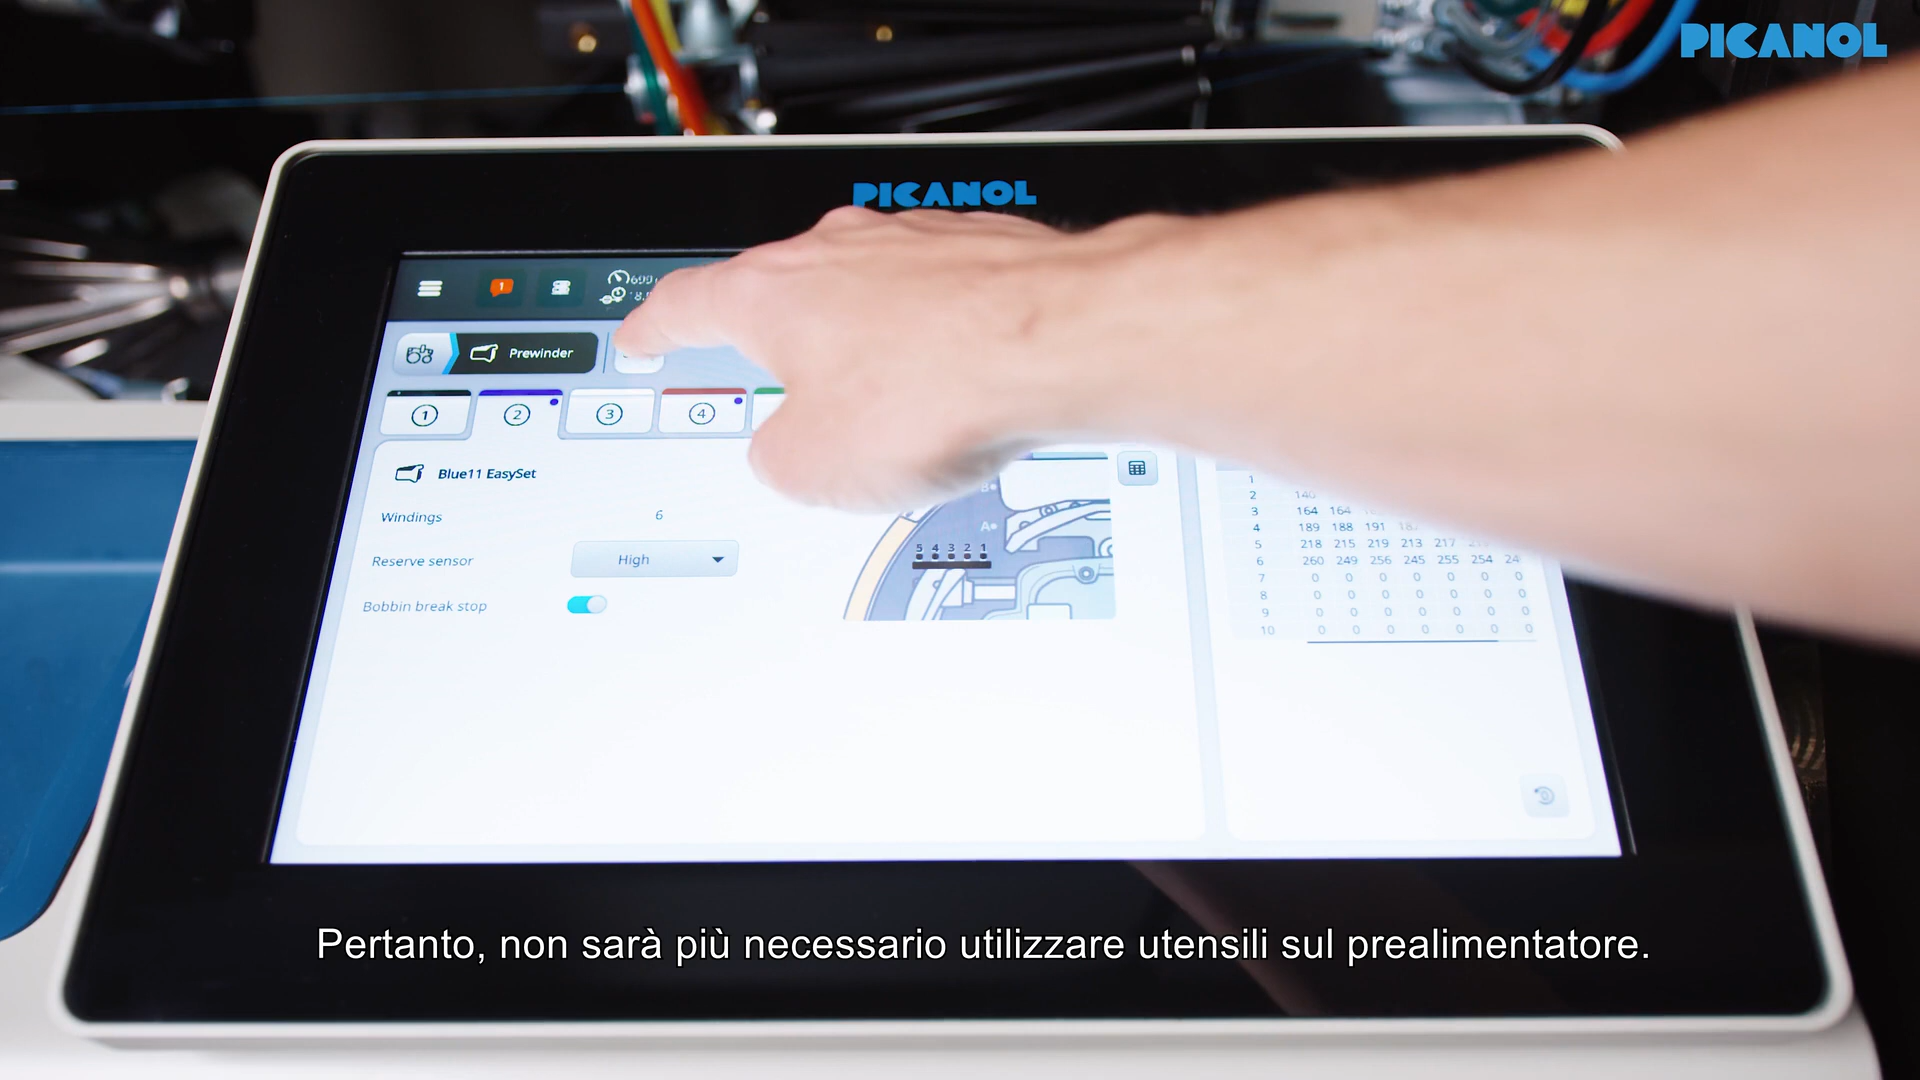 PICANOL
PICANOL
1
Prewinder
1
2
3
4
Blue11 EasySet
Windings
6
Reserve sensor
High
Bobbin break stop
B
A
5 4 3 2 1
1
2 140
3 164 164
4 189 188 191
5 218 215 219 213 217
6 260 249 256 245 255 254
7 0 0 0 0 0 0 0
8 0 0 0 0 0 0 0
9 0 0 0 0 0 0 0
10 0 0 0 0 0 0 0
Pertanto, non sarà più necessario utilizzare utensili sul prealimentatore.